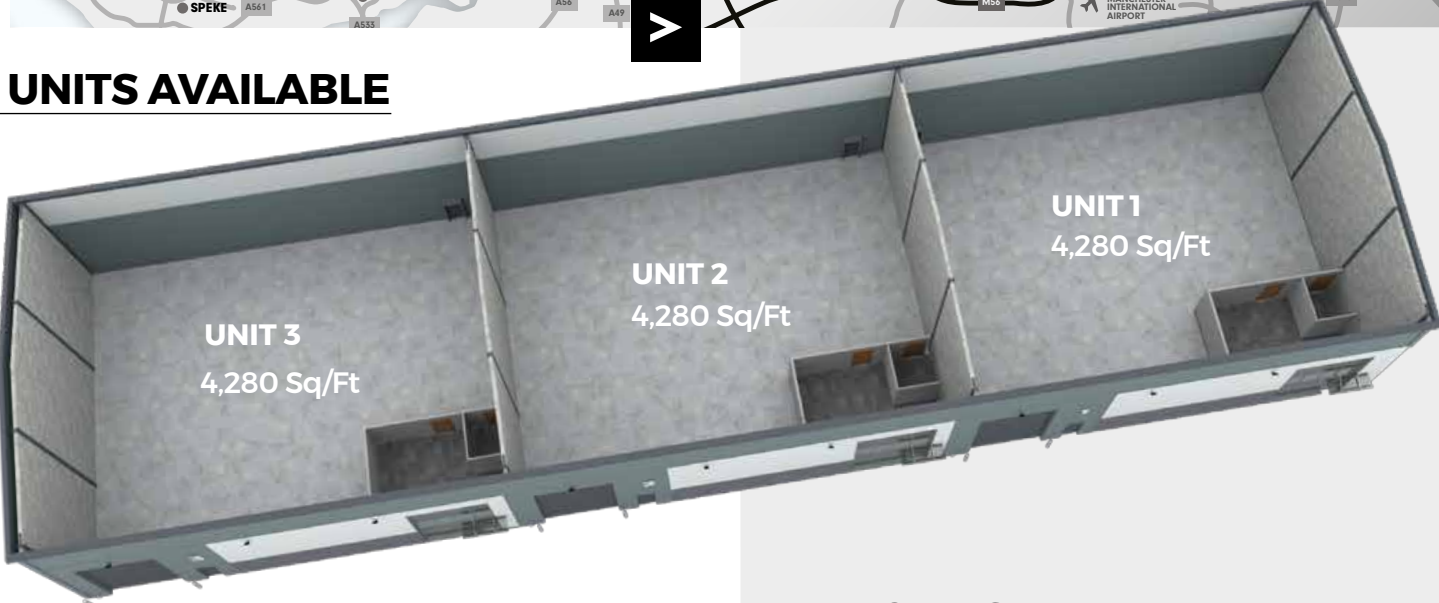 SPEKE
A561
A533
A56
A49
M56
MANCHESTER
INTERNATIONAL
AIRPORT
>
UNITS AVAILABLE
UNIT 1
4,280 Sq/Ft
UNIT 2
4,280 Sq/Ft
UNIT 3
4,280 Sq/Ft